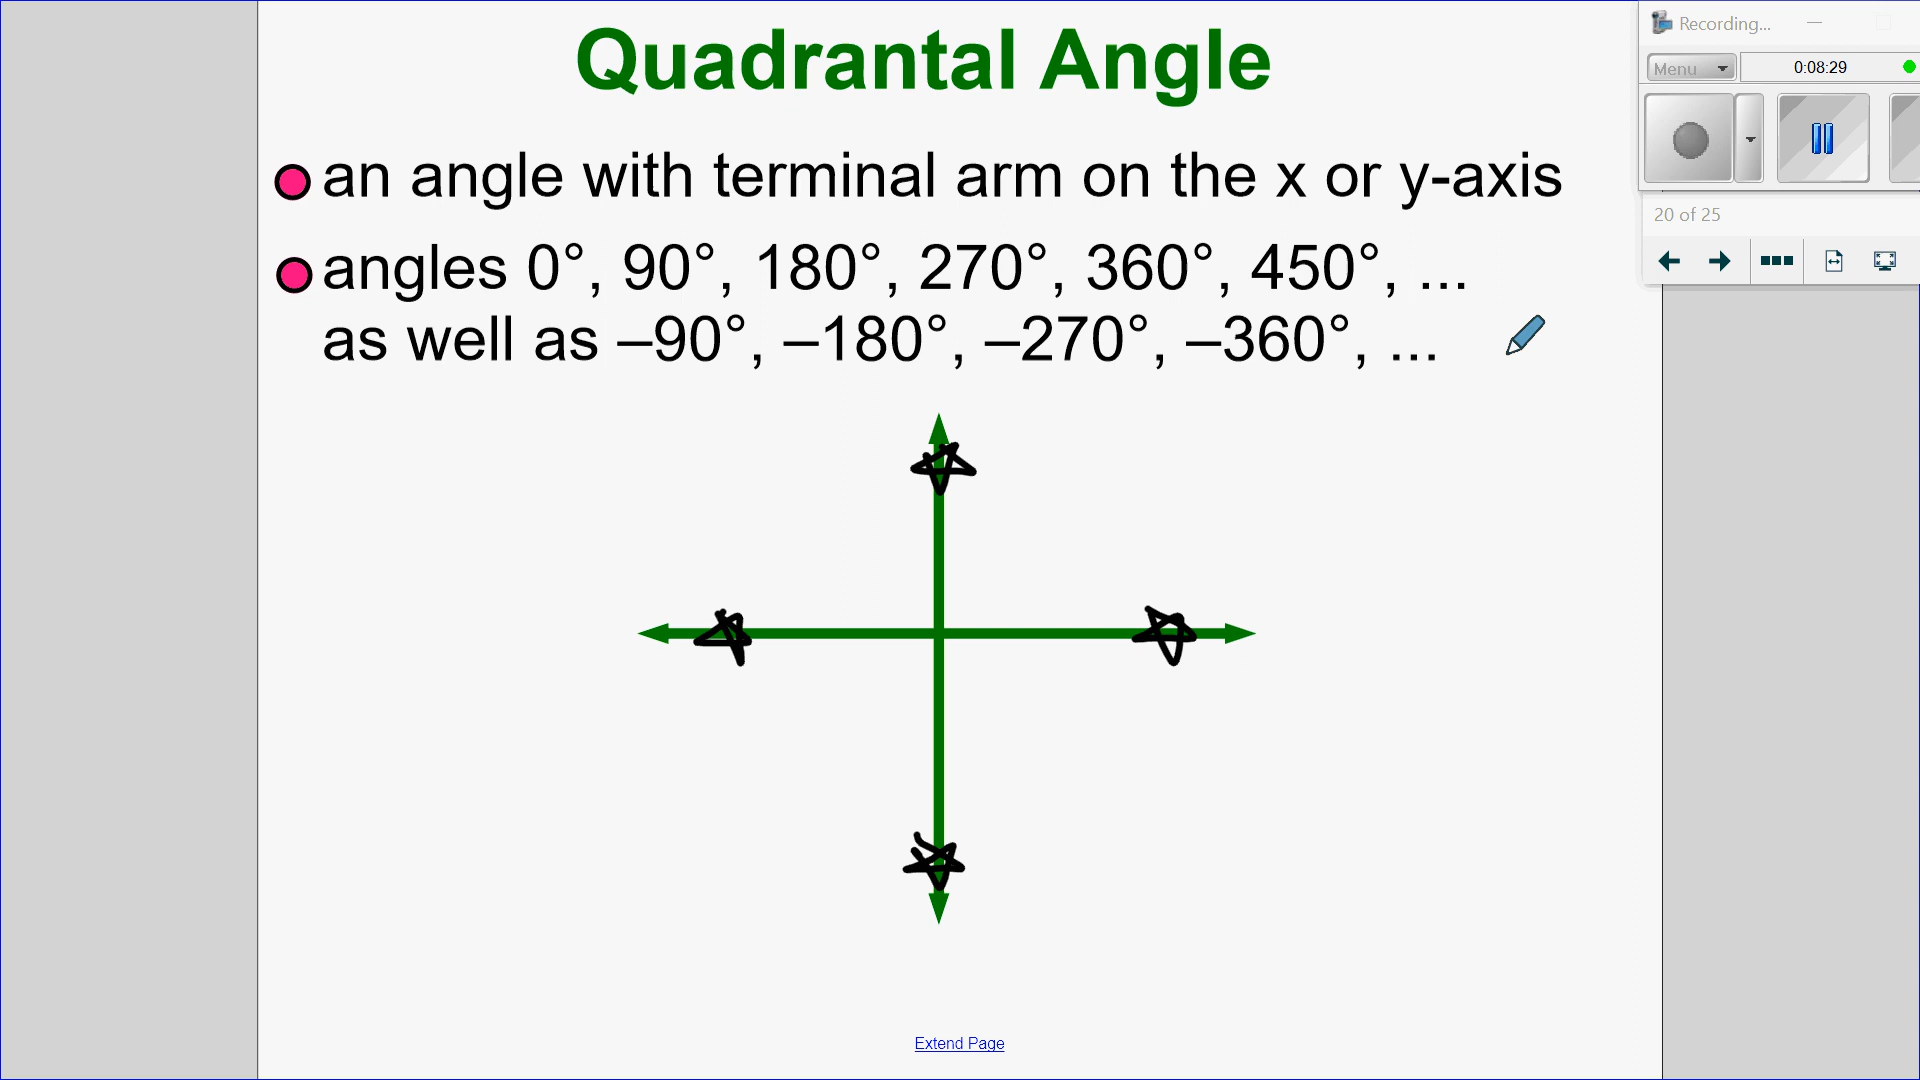 Quadrantal Angle
an angle with terminal arm on the x or y-axis
angles 0°, 90°, 180°, 270°, 360°, 450°, ...
as well as –90°, –180°, –270°, –360°, ...
Extend Page
Recording...
Menu
0:08:29
20 of 25